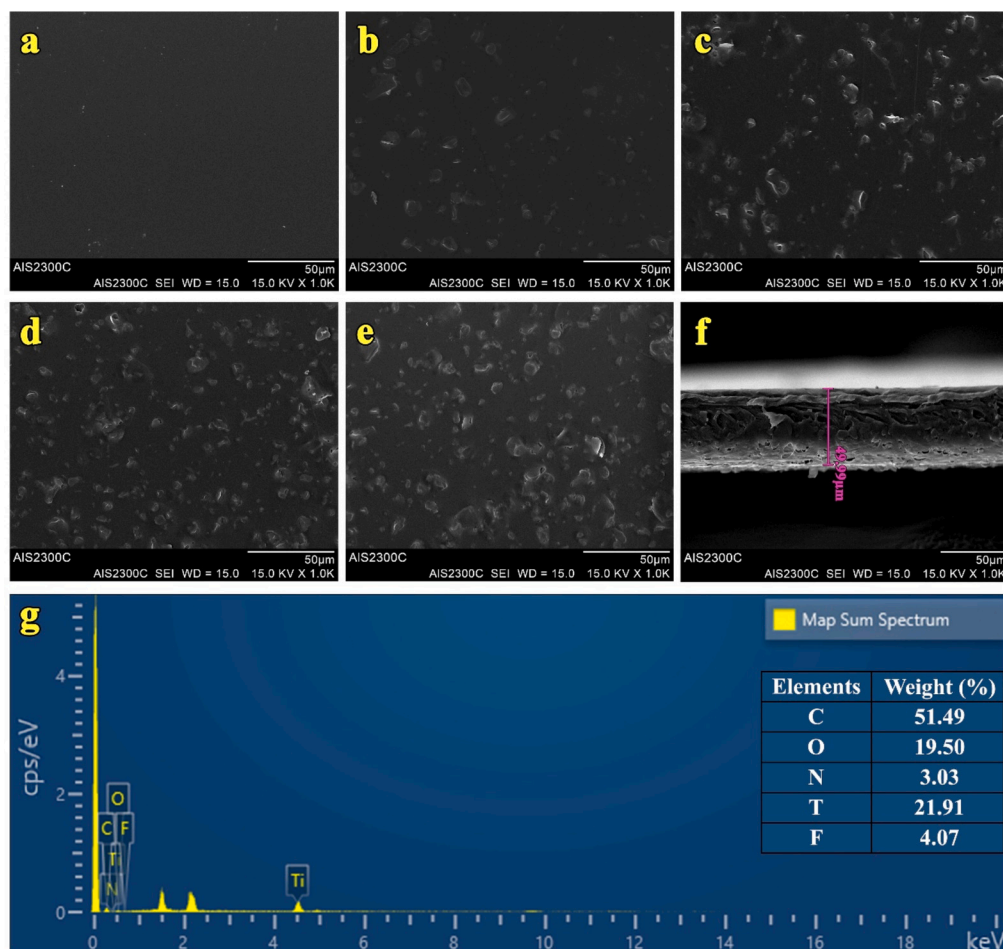 a
b
c
AIS2300C
50μm
AIS2300C SEI WD = 15.0 15.0 KV X 1.0K
AIS2300C
50μm
AIS2300C SEI WD = 15.0 15.0 KV X 1.0K
AIS2300C
50μm
AIS2300C SEI WD = 15.0 15.0 KV X 1.0K
d
e
f
49.99μm
AIS2300C
50μm
AIS2300C SEI WD = 15.0 15.0 KV X 1.0K
AIS2300C
50μm
AIS2300C SEI WD = 15.0 15.0 KV X 1.0K
AIS2300C
50μm
AIS2300C SEI WD = 15.0 15.0 KV X 1.0K
g
Map Sum Spectrum
Elements Weight (%)
C 51.49
O 19.50
N 3.03
T 21.91
F 4.07
cps/eV
4
2
0
O
C F
T
N
Ti
0 2 4 6 8 10 12 14 16 18
keV